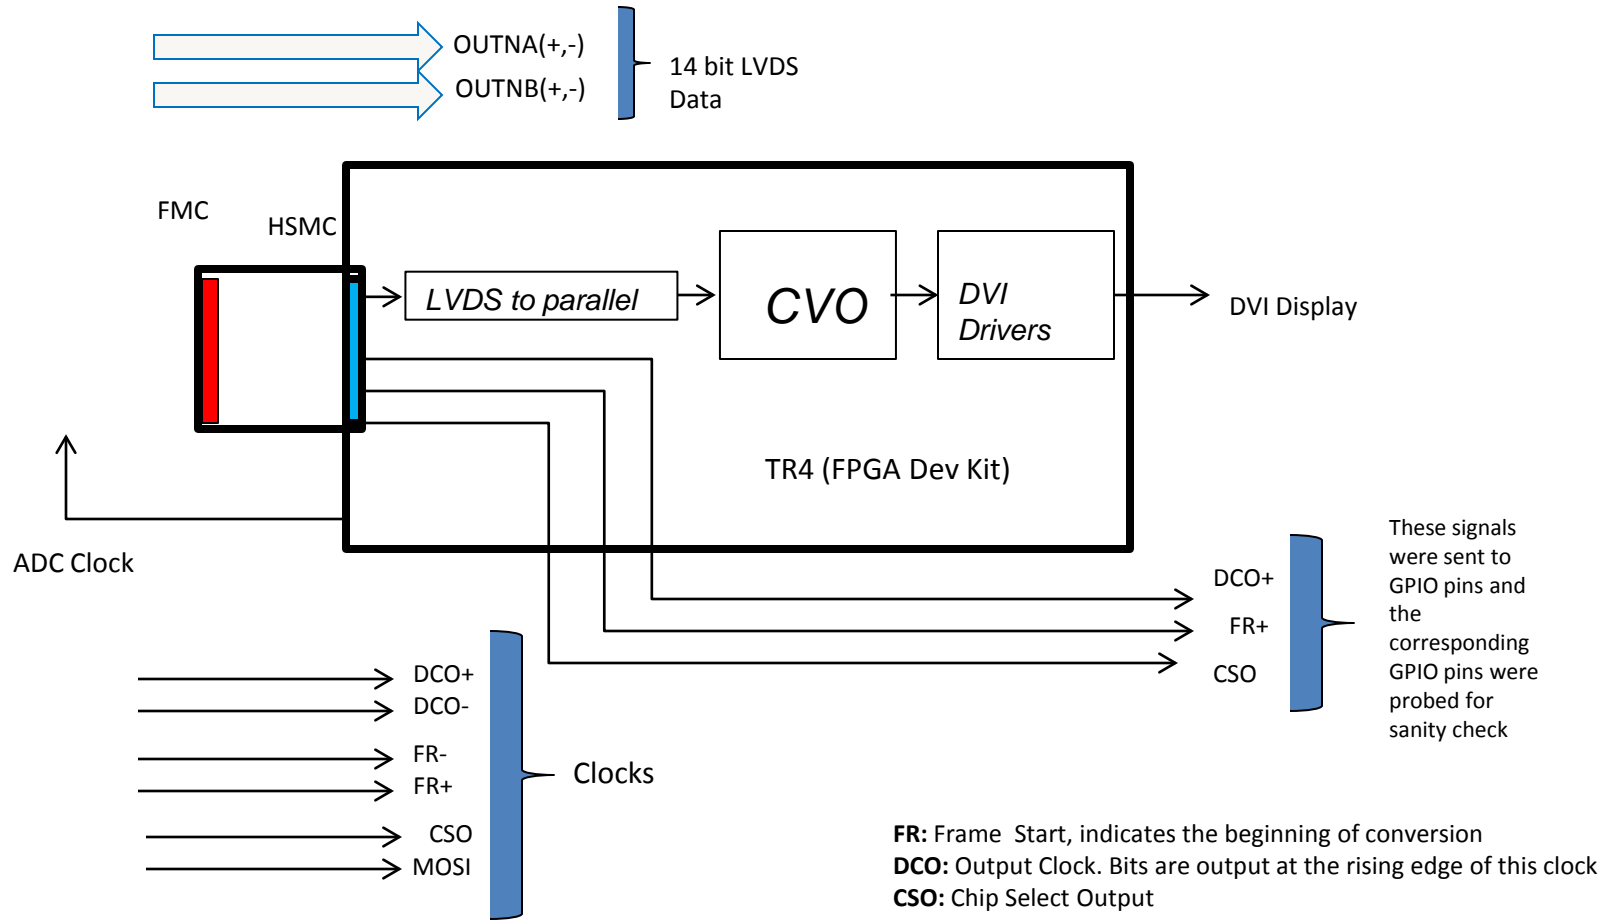 OUTNA(+,-)
OUTNB(+,-)
14 bit LVDS
Data
FMC
HSMC
LVDS to parallel
CVO
DVI
Drivers
DVI Display
TR4 (FPGA Dev Kit)
ADC Clock
DCO+
FR+
CSO
These signals
were sent to
GPIO pins and
the
corresponding
GPIO pins were
probed for
sanity check
DCO+
DCO-
FR-
FR+
CSO
MOSI
Clocks
FR: Frame Start, indicates the beginning of conversion
DCO: Output Clock. Bits are output at the rising edge of this clock
CSO: Chip Select Output